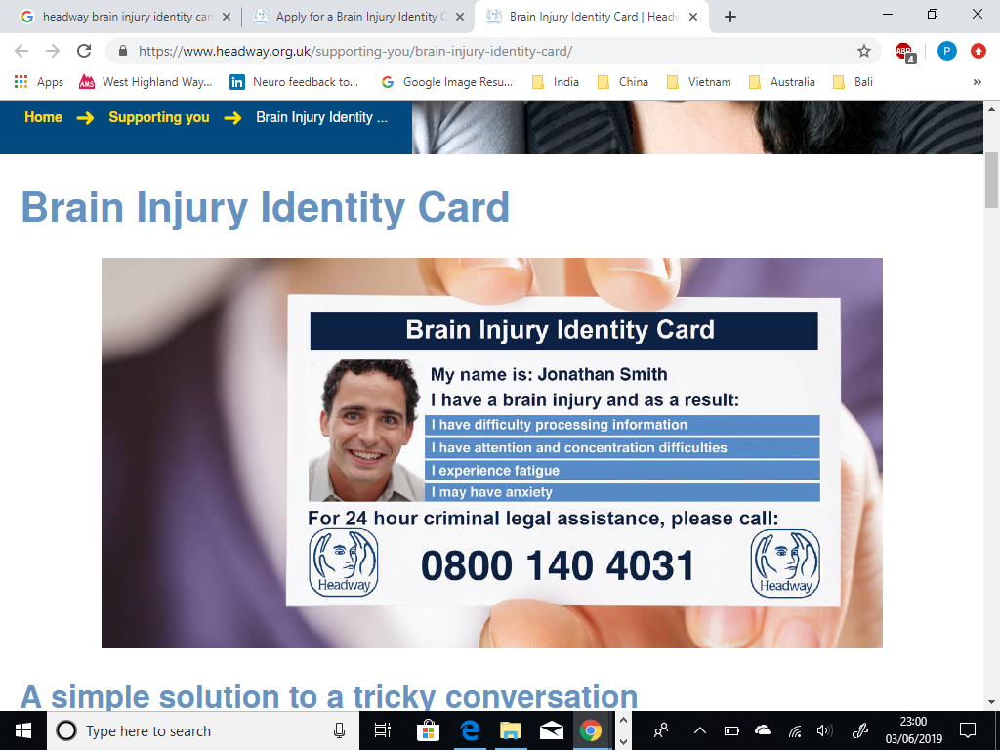 headway brain injury identity car
Apply for a Brain Injury Identity C
Brain Injury Identity Card | Headw
https://www.headway.org.uk/supporting-you/brain-injury-identity-card/
ABP
4
P
Apps
AMS
West Highland Way...
in
Neuro feedback to...
Google Image Resu...
India
China
Vietnam
Australia
Bali
»
Home → Supporting you → Brain Injury Identity ...
Brain Injury Identity Card
Brain Injury Identity Card
My name is: Jonathan Smith
I have a brain injury and as a result:
I have difficulty processing information
I have attention and concentration difficulties
I experience fatigue
I may have anxiety
For 24 hour criminal legal assistance, please call:
Headway
0800 140 4031
Headway
A simple solution to a tricky conversation
Type here to search
23:00
03/06/2019